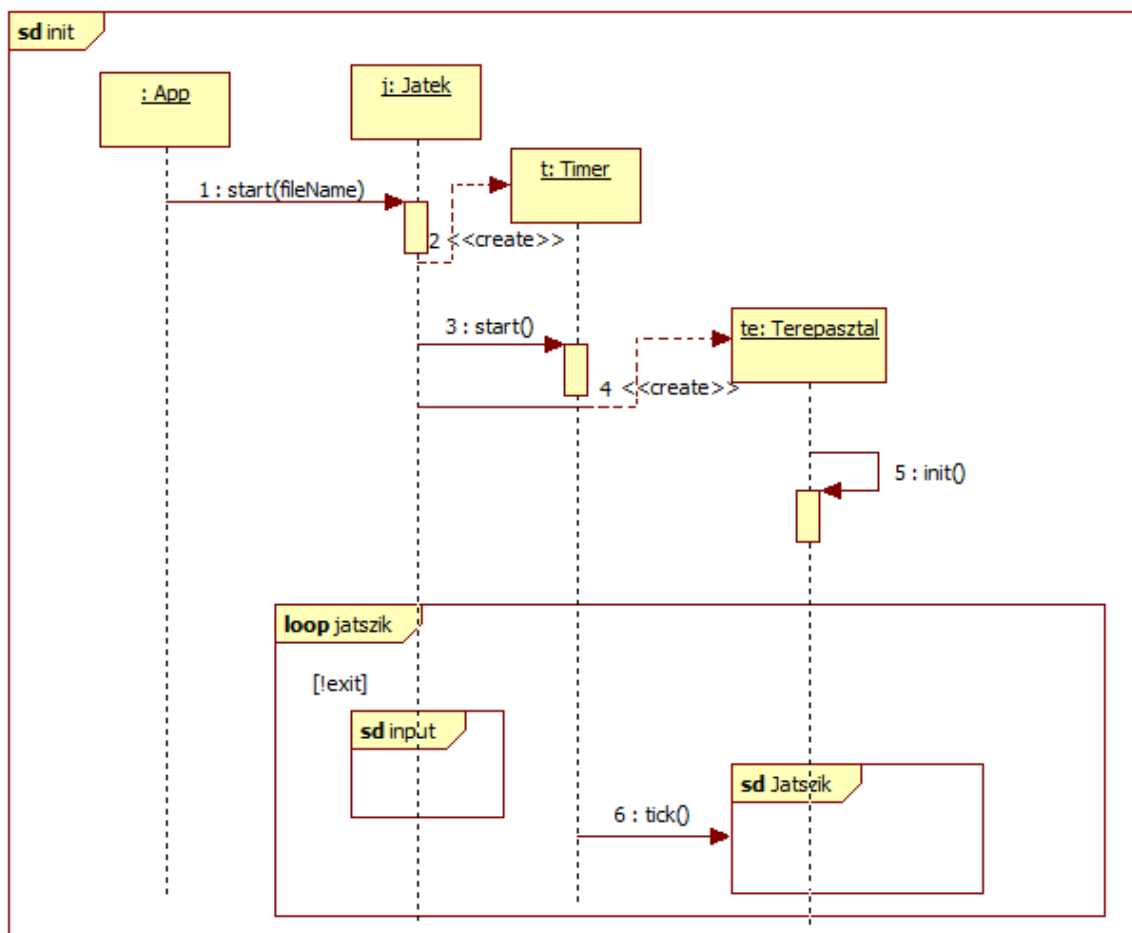 sd init
: App
j: Jatek
t: Timer
1 : start(fileName)
2 <<create>>
3 : start()
te: Terepasztal
4 <<create>>
5 : init()
loop jatszik
[!exit]
sd input
sd Jatszik
6 : tick()